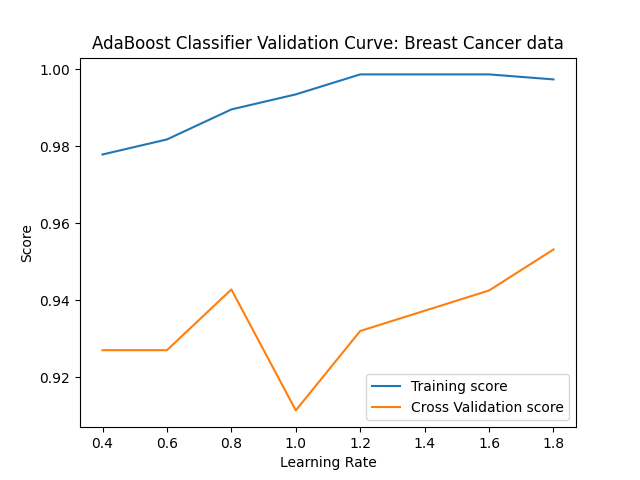 AdaBoost Classifier Validation Curve: Breast Cancer data
1.00
0.98
0.96
0.94
0.92
Score
Training score
Cross Validation score
0.4 0.6 0.8 1.0 1.2 1.4 1.6 1.8
Learning Rate